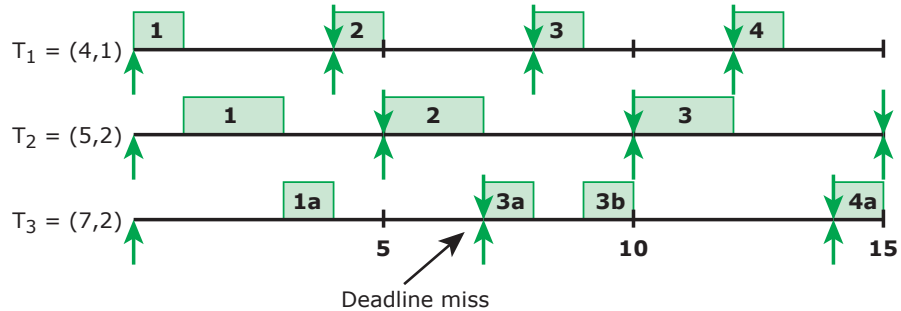 1 2 3 4
T1 = (4,1)
1 2 3
T2 = (5,2)
1a 3a 3b 4a
T3 = (7,2)
5 10 15
Deadline miss